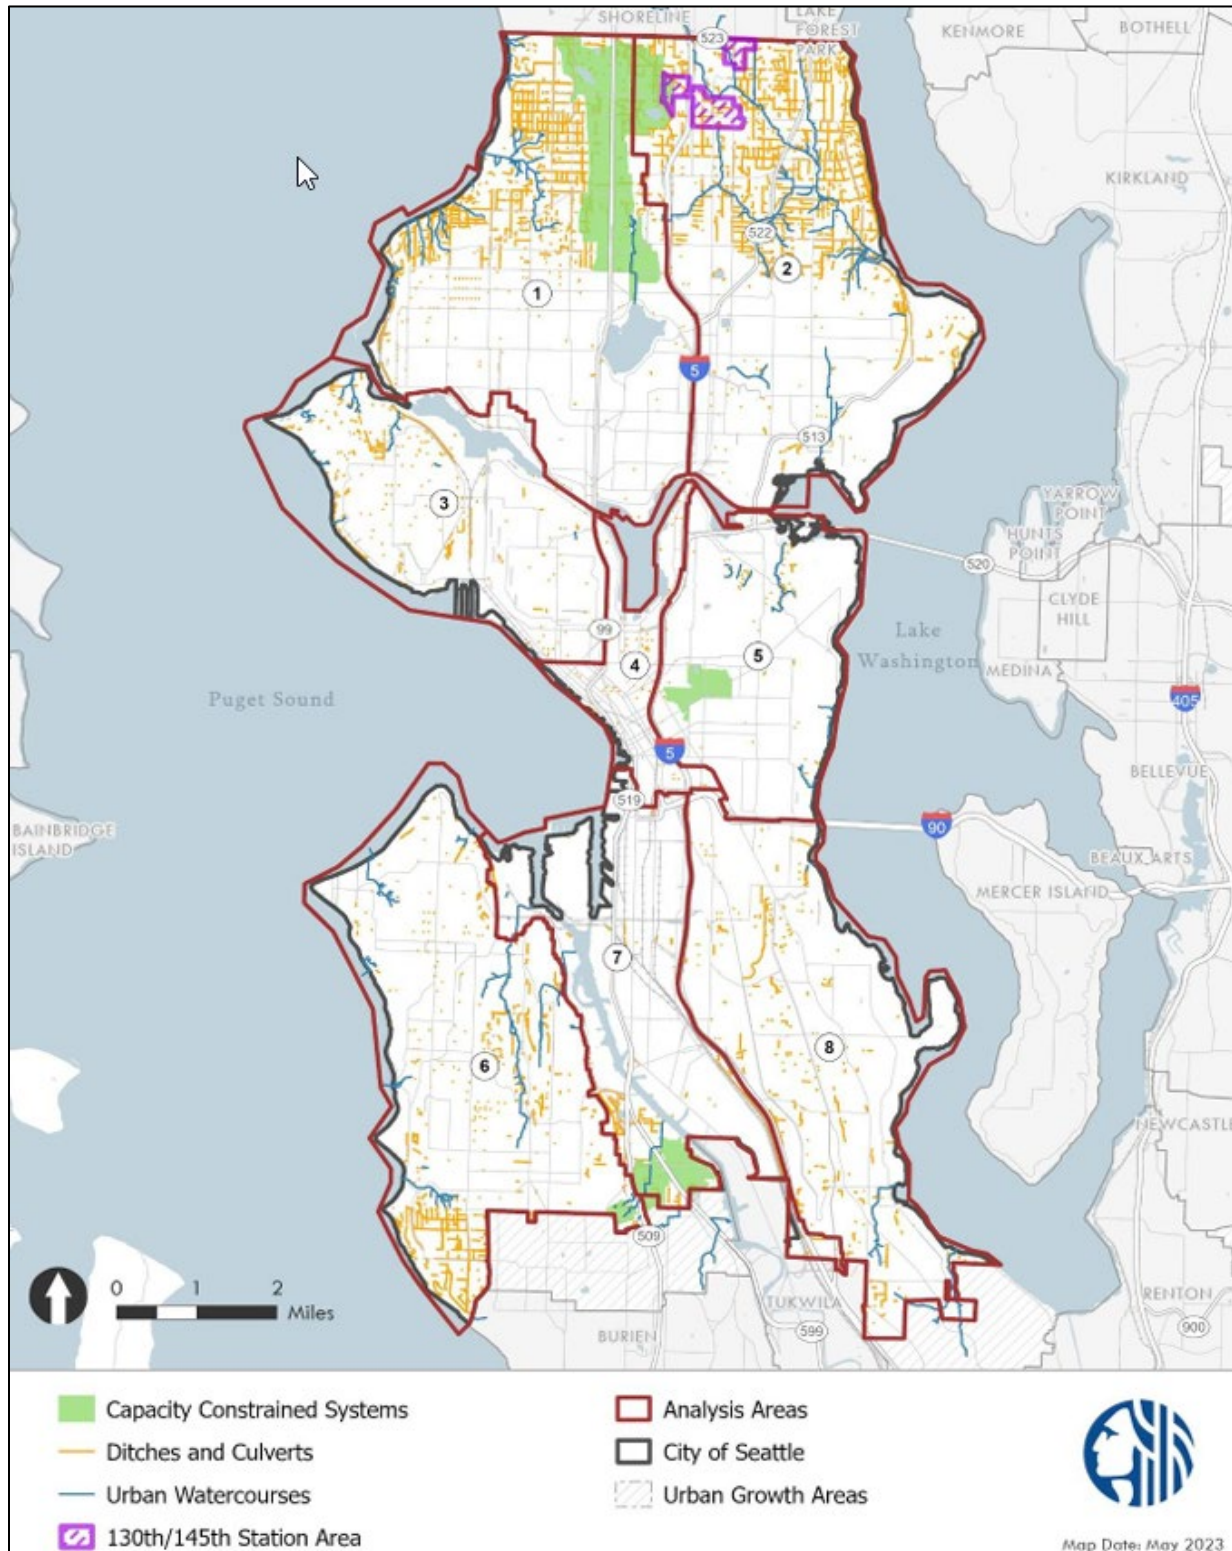 SHORELINE
LAKE
FOREST
PARK
523
KENMORE
BOTHELL
KIRKLAND
522
1
2
5
513
3
YARROW
POINT
HUNTS
POINT
520
CLYDE
HILL
99
Lake
Washington
4
5
MEDINA
Puget Sound
405
5
BELLEVUE
519
90
BAINBRIDGE
ISLAND
BEAUX ARTS
MERCER ISLAND
7
6
8
NEWCASTLE
509
0 1 2
Miles
TUKWILA
599
BURIEN
RENTON
900
Capacity Constrained Systems
Ditches and Culverts
Urban Watercourses
130th/145th Station Area
Analysis Areas
City of Seattle
Urban Growth Areas
Map Date: May 2023